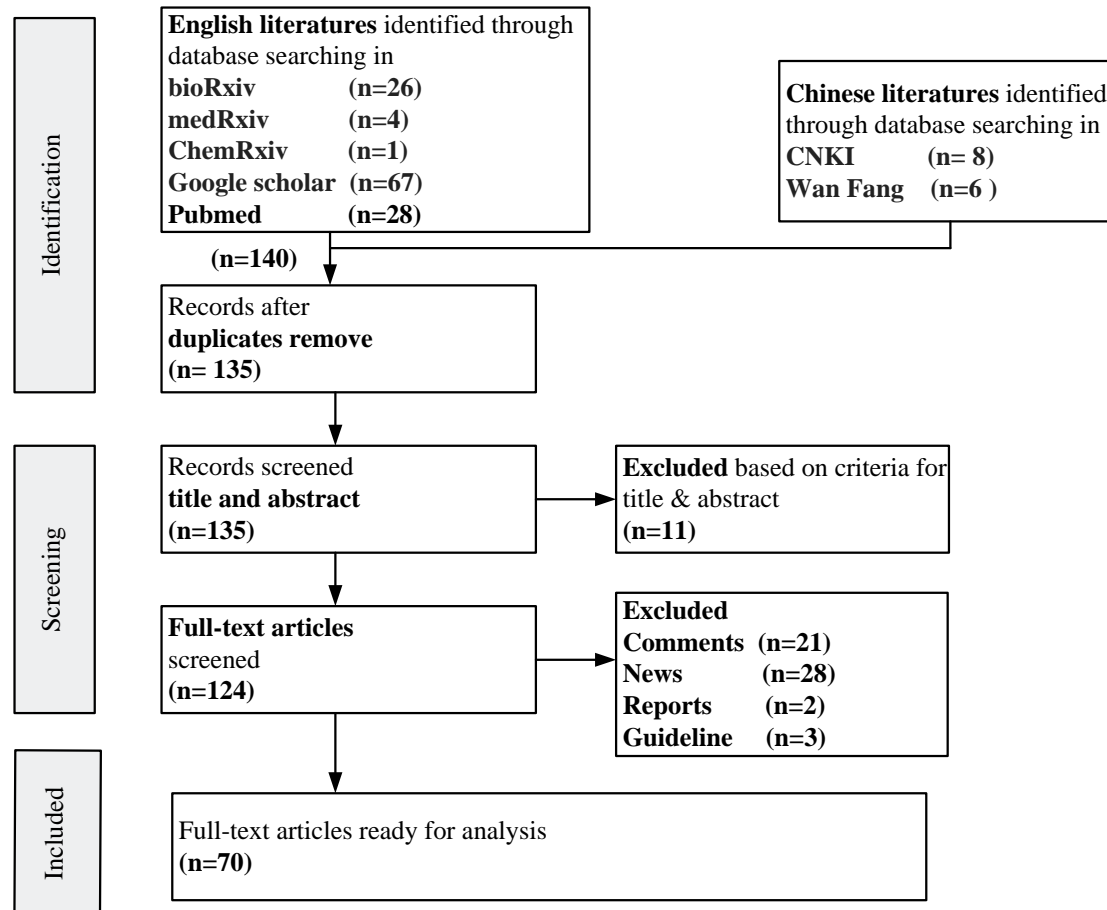 Identification
English literatures identified through
database searching in
bioRxiv (n=26)
medRxiv (n=4)
ChemRxiv (n=1)
Google scholar (n=67)
Pubmed (n=28)
Chinese literatures identified
through database searching in
CNKI (n= 8)
Wan Fang (n=6 )
(n=140)
Records after
duplicates remove
(n= 135)
Screening
Records screened
title and abstract
(n=135)
Excluded based on criteria for
title & abstract
(n=11)
Full-text articles
screened
(n=124)
Excluded
Comments (n=21)
News (n=28)
Reports (n=2)
Guideline (n=3)
Included
Full-text articles ready for analysis
(n=70)